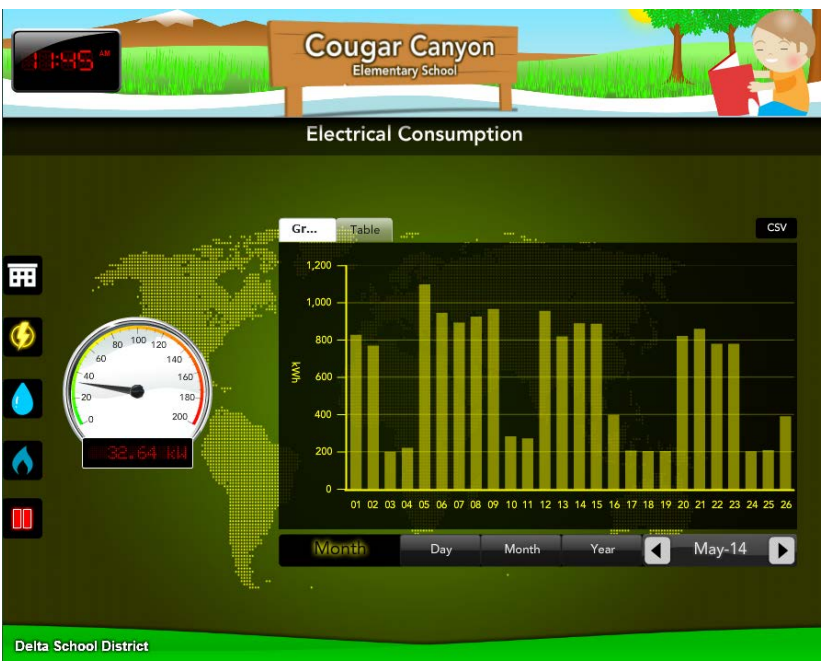 11:45 AM
Cougar Canyon
Elementary School
Electrical Consumption
Gr... Table CSV
1,200
1,000
800
600
400
200
0
kWh
01 02 03 04 05 06 07 08 09 10 11 12 13 14 15 16 17 18 19 20 21 22 23 24 25 26
0 20 40 60 80 100 120 140 160 180 200
32.64 kW
Month Day Month Year May-14
Delta School District